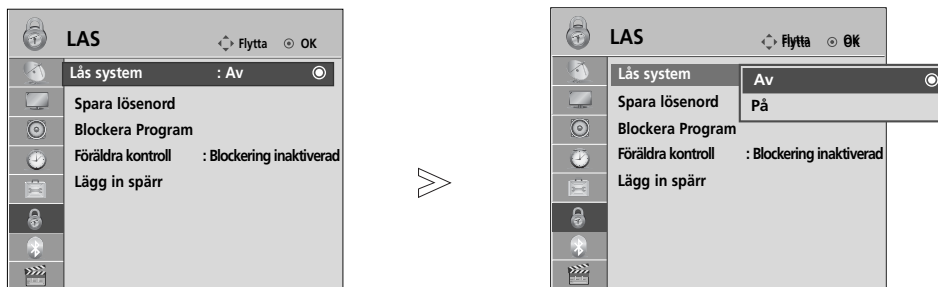 LAS
Flytta OK
Lås system : Av
Spara lösenord
Blockera Program
Föräldra kontroll : Blockering inaktiverad
Lägg in spärr
>
LAS
Flytta OK
Lås system
Av
På
Spara lösenord
Blockera Program
Föräldra kontroll : Blockering inaktiverad
Lägg in spärr